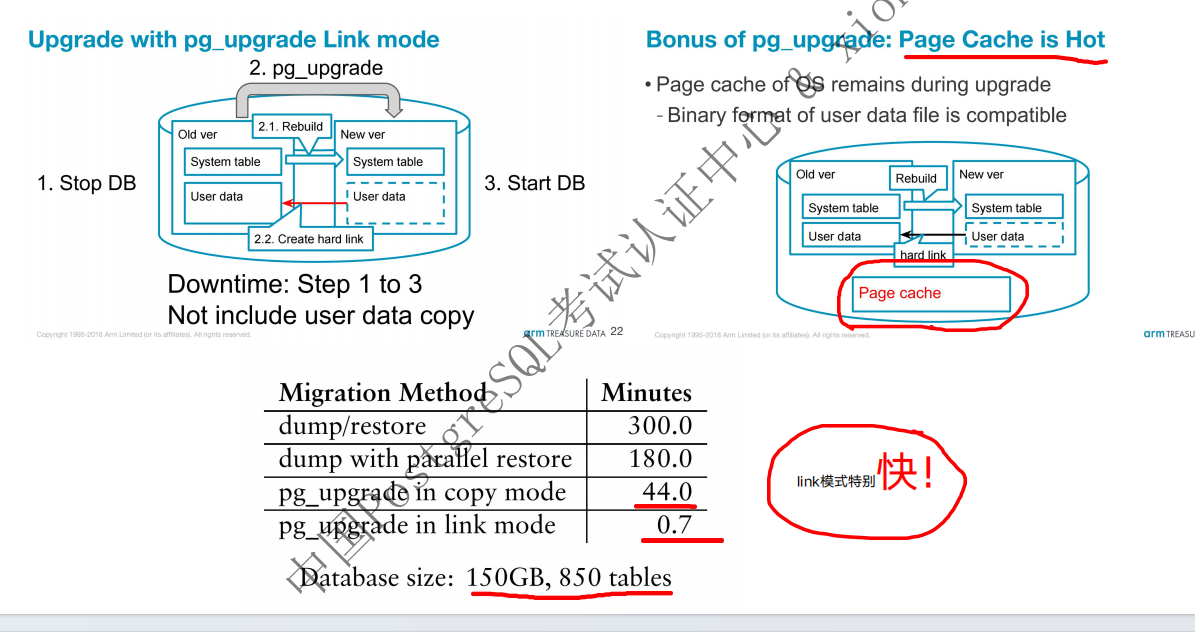 Upgrade with pg_upgrade Link mode
2. pg_upgrade
Old ver
2.1. Rebuild
New ver
System table
System table
1. Stop DB
User data
User data
3. Start DB
2.2. Create hard link
Downtime: Step 1 to 3
Not include user data copy
Copyright 1995-2018 Arm Limited (or its affiliates). All rights reserved.
arm TREASURE DATA 22
Bonus of pg_upgrade: Page Cache is Hot
• Page cache of OS remains during upgrade
- Binary format of user data file is compatible
Old ver
Rebuild
New ver
System table
System table
User data
User data
hard link
Page cache
Copyright 1995-2018 Arm Limited (or its affiliates). All rights reserved.
arm TREASU
Migration Method Minutes
dump/restore 300.0
dump with parallel restore 180.0
pg_upgrade in copy mode 44.0
pg_upgrade in link mode 0.7
Database size: 150GB, 850 tables
link模式特别快!
中国PostgreSQL考试认证中心 & xion